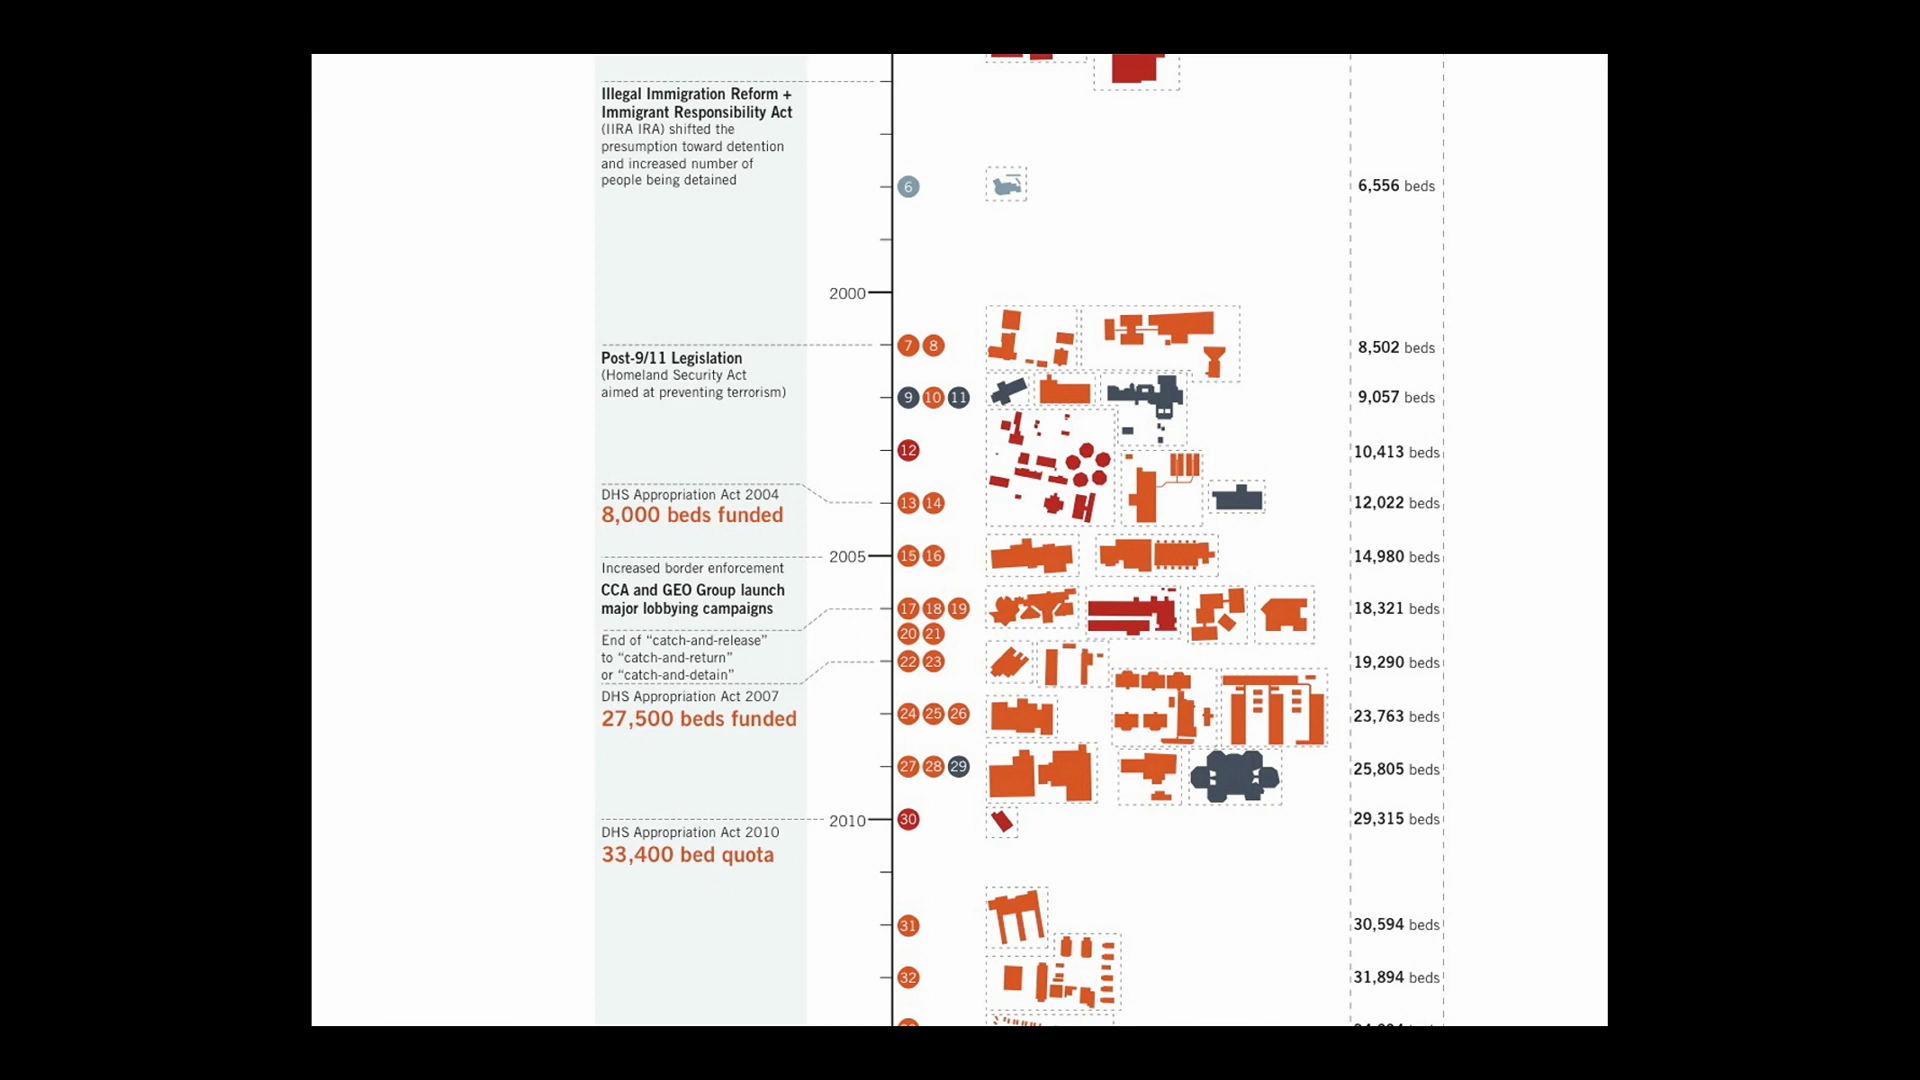 Illegal Immigration Reform +
Immigrant Responsibility Act
(IIRA IRA) shifted the
presumption toward detention
and increased number of
people being detained
6
6,556 beds
2000
7 8
8,502 beds
Post-9/11 Legislation
(Homeland Security Act
aimed at preventing terrorism)
9 10 11
9,057 beds
12
10,413 beds
DHS Appropriation Act 2004
8,000 beds funded
13 14
12,022 beds
2005
15 16
14,980 beds
Increased border enforcement
CCA and GEO Group launch
major lobbying campaigns
17 18 19
18,321 beds
20 21
End of “catch-and-release”
to “catch-and-return”
or “catch-and-detain”
22 23
19,290 beds
DHS Appropriation Act 2007
27,500 beds funded
24 25 26
23,763 beds
27 28 29
25,805 beds
2010
30
29,315 beds
DHS Appropriation Act 2010
33,400 bed quota
31
30,594 beds
32
31,894 beds